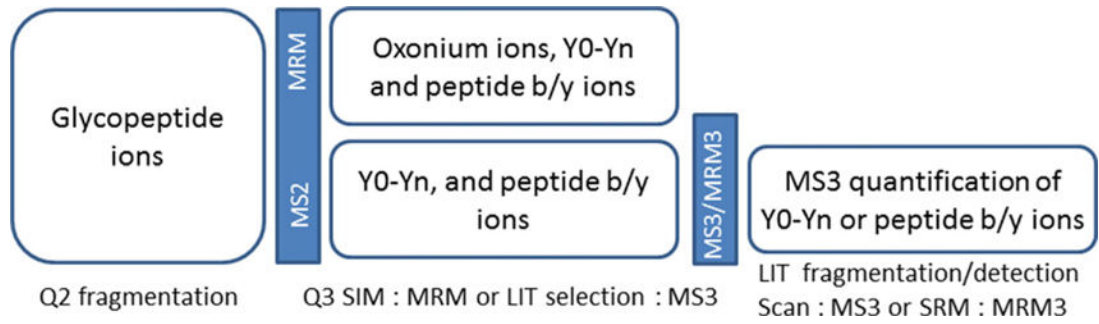 Glycopeptide
ions
MRM
MS2
Oxonium ions, Y0-Yn
and peptide b/y ions
Y0-Yn, and peptide b/y
ions
MS3/MRM3
MS3 quantification of
Y0-Yn or peptide b/y ions
Q2 fragmentation
Q3 SIM : MRM or LIT selection : MS3
LIT fragmentation/detection
Scan : MS3 or SRM : MRM3